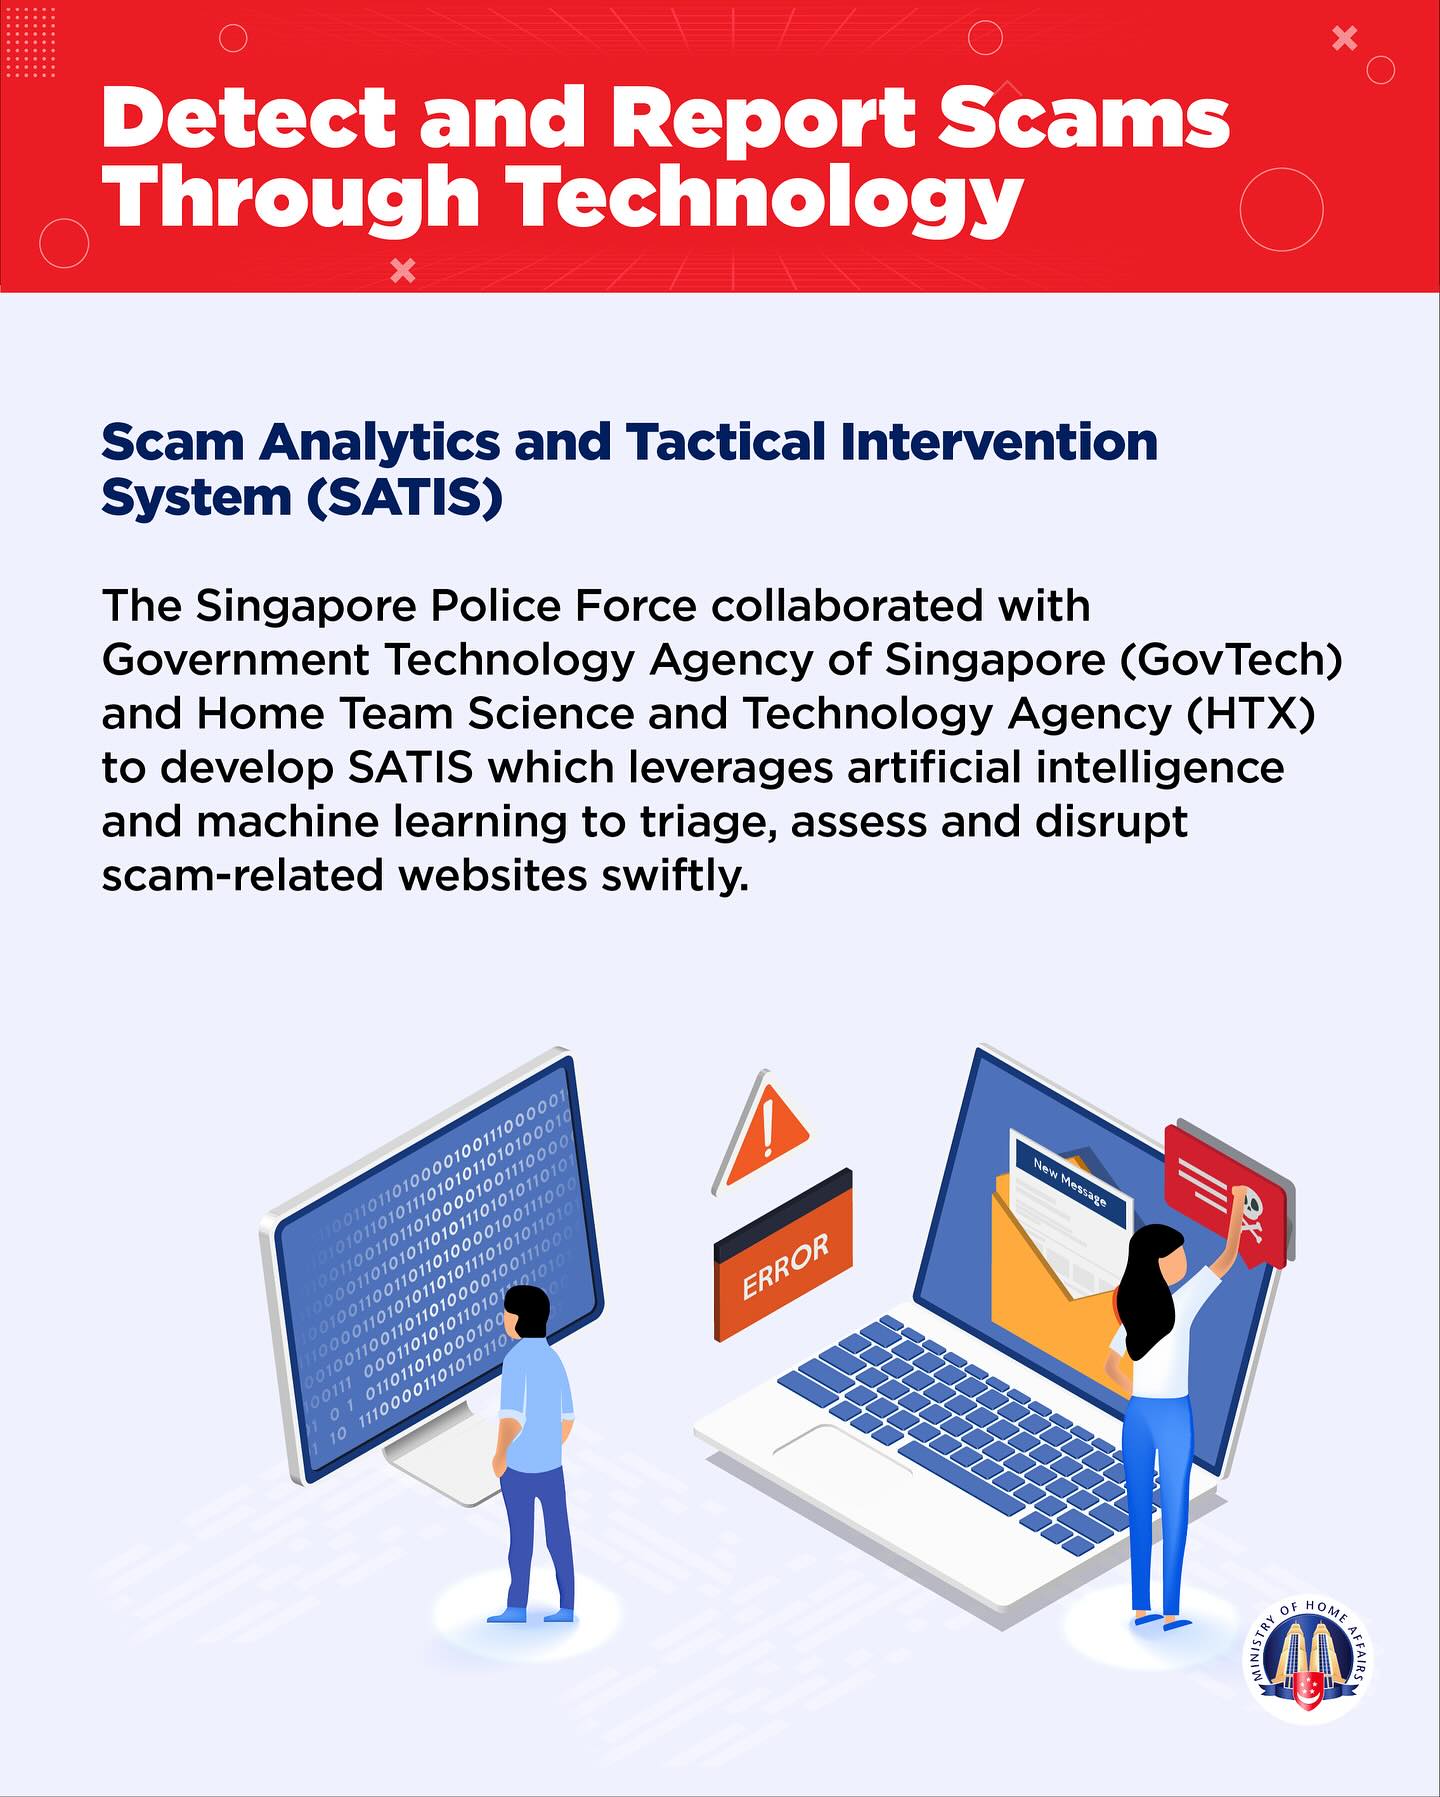 Detect and Report Scams
Through Technology
Scam Analytics and Tactical Intervention
System (SATIS)
The Singapore Police Force collaborated with
Government Technology Agency of Singapore (GovTech)
and Home Team Science and Technology Agency (HTX)
to develop SATIS which leverages artificial intelligence
and machine learning to triage, assess and disrupt
scam-related websites swiftly.
New Message
ERROR
MINISTRY OF HOME AFFAIRS